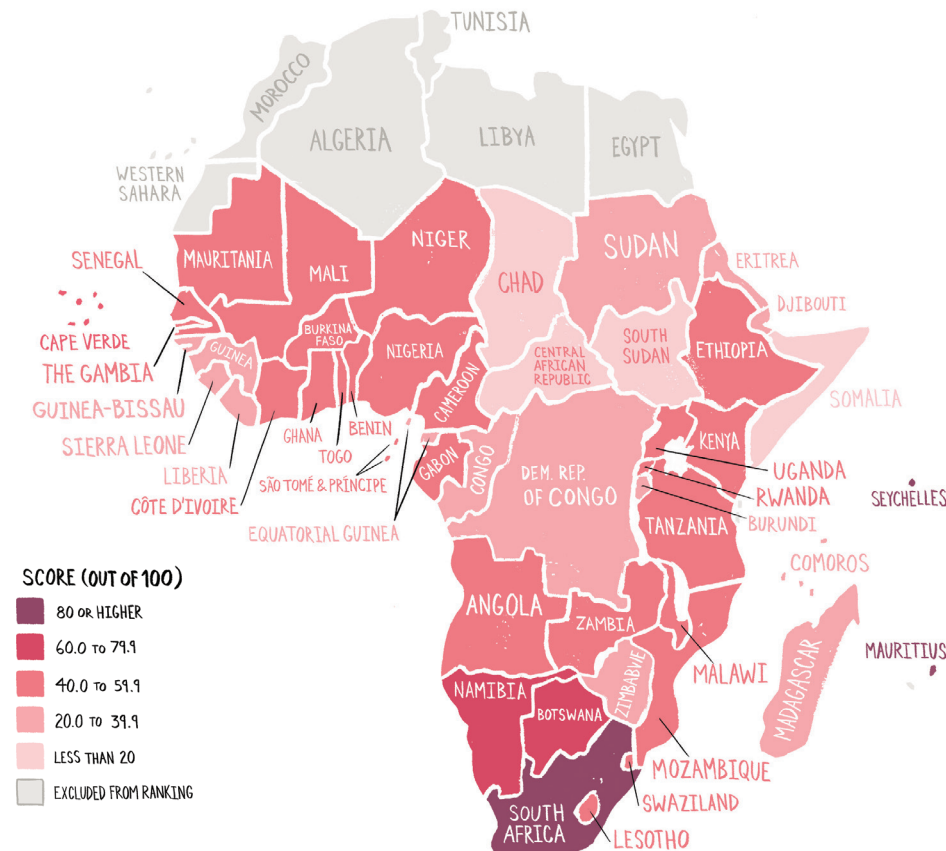 TUNISIA
MOROCCO
ALGERIA
LIBYA
EGYPT
WESTERN
SAHARA
MAURITANIA
MALI
NIGER
CHAD
SUDAN
ERITREA
DJIBOUTI
SENEGAL
CAPE VERDE
THE GAMBIA
GUINEA-BISSAU
GUINEA
SIERRA LEONE
LIBERIA
CÔTE D'IVOIRE
BURKINA
FASO
GHANA
TOGO
BENIN
NIGERIA
CAMEROON
CENTRAL
AFRICAN
REPUBLIC
SOUTH
SUDAN
ETHIOPIA
SOMALIA
SÃO TOMÉ & PRÍNCIPE
EQUATORIAL GUINEA
GABON
CONGO
DEM. REP.
OF CONGO
KENYA
UGANDA
RWANDA
BURUNDI
TANZANIA
SEYCHELLES
COMOROS
ANGOLA
ZAMBIA
MALAWI
MAURITIUS
MADAGASCAR
NAMIBIA
BOTSWANA
ZIMBABVIE
MOZAMBIQUE
SWAZILAND
SOUTH
AFRICA
LESOTHO
SCORE (OUT OF 100)
80 OR HIGHER
60.0 TO 79.9
40.0 TO 59.9
20.0 TO 39.9
LESS THAN 20
EXCLUDED FROM RANKING